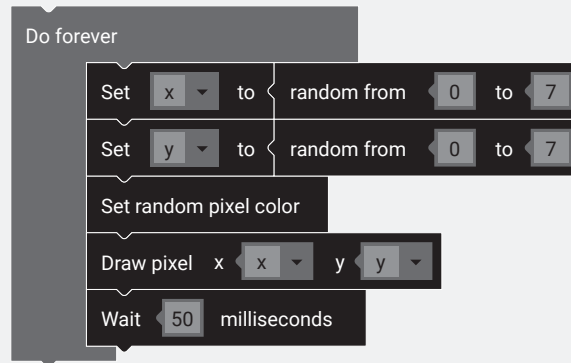 Do forever
Set x to random from 0 to 7
Set y to random from 0 to 7
Set random pixel color
Draw pixel x x y y
Wait 50 milliseconds